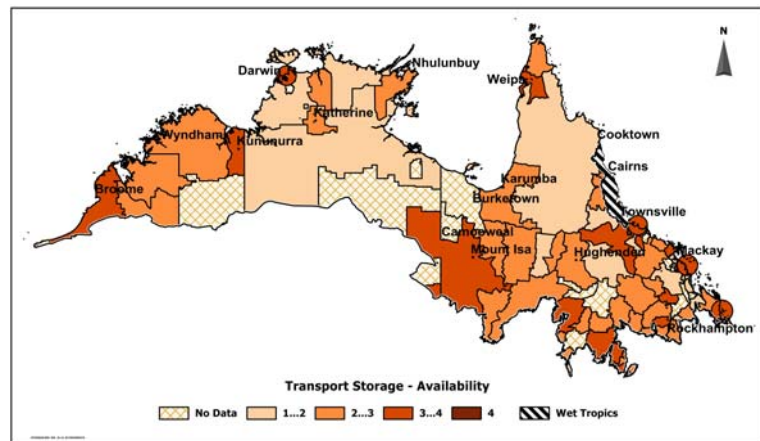 N
Darwin
Nhulunbuy
Weipa
Katherine
Wyndham
Kununurra
Cooktown
Cairns
Broome
Karumba
Burketown
Townsville
Camooweal
Mount Isa
Hughenden
Mackay
Rockhampton
Transport Storage - Availability
No Data 1...2 2...3 3...4 4 Wet Tropics